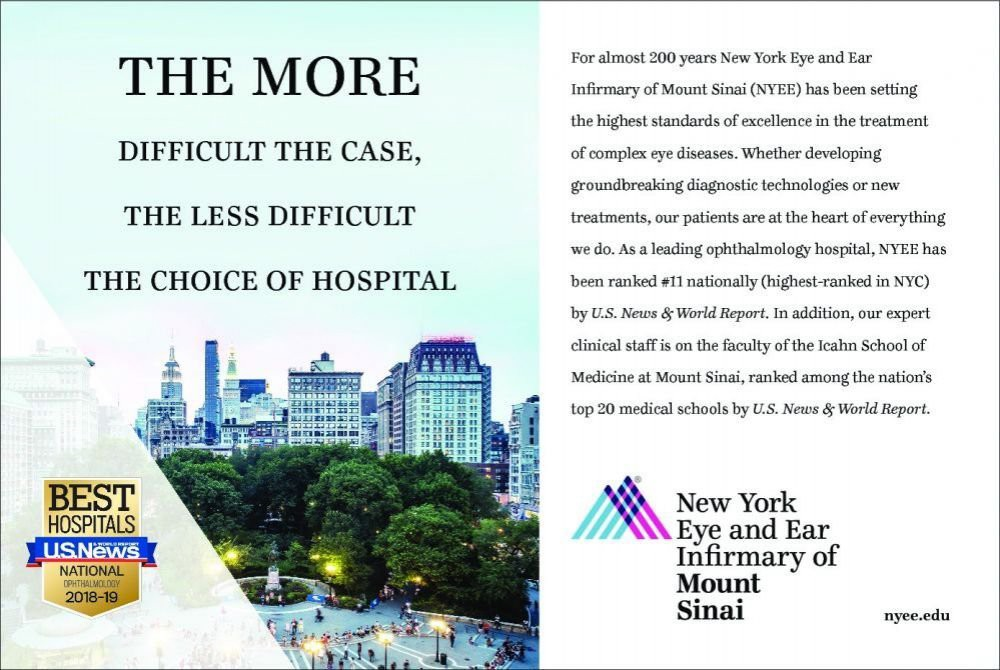 THE MORE
DIFFICULT THE CASE,
THE LESS DIFFICULT
THE CHOICE OF HOSPITAL
BEST
HOSPITALS
U.S.News
& WORLD REPORT
NATIONAL
OPHTHALMOLOGY
2018-19
For almost 200 years New York Eye and Ear
Infirmary of Mount Sinai (NYEE) has been setting
the highest standards of excellence in the treatment
of complex eye diseases. Whether developing
groundbreaking diagnostic technologies or new
treatments, our patients are at the heart of everything
we do. As a leading ophthalmology hospital, NYEE has
been ranked #11 nationally (highest-ranked in NYC)
by U.S. News & World Report. In addition, our expert
clinical staff is on the faculty of the Icahn School of
Medicine at Mount Sinai, ranked among the nation's
top 20 medical schools by U.S. News & World Report.
®
New York
Eye and Ear
Infirmary of
Mount
Sinai
nyee.edu